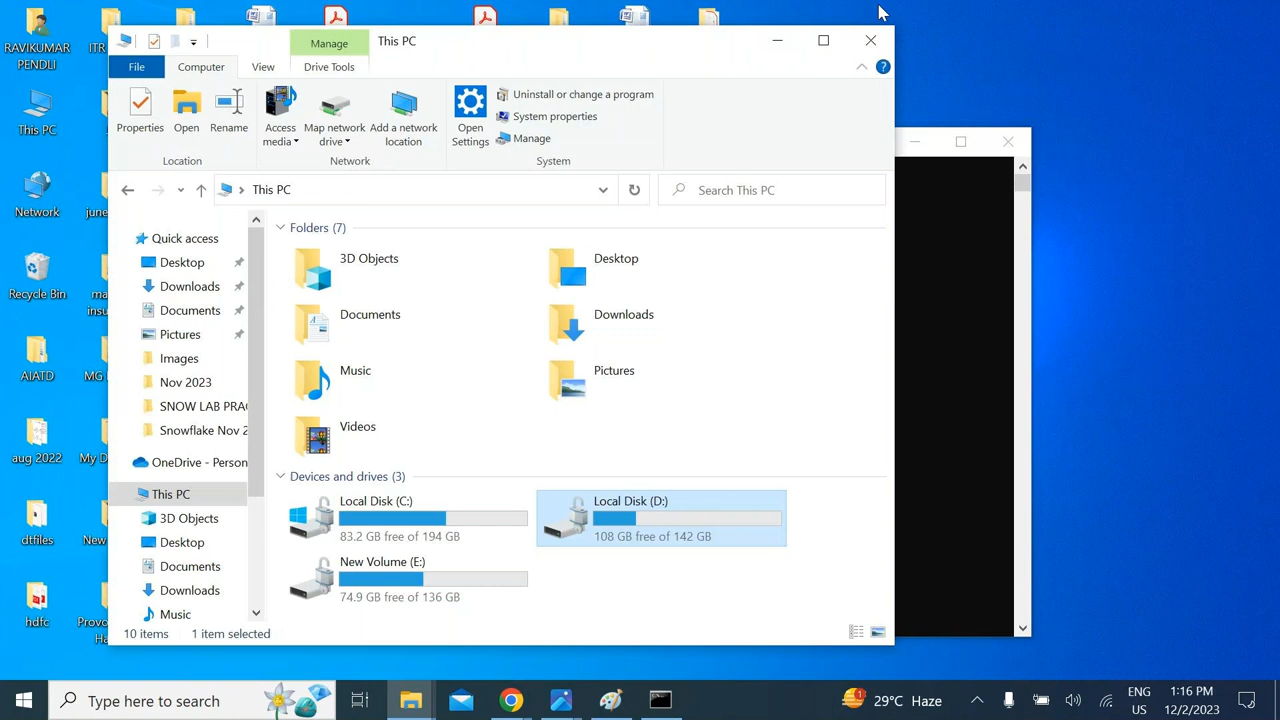 RAVIKUMAR
PENDLI
ITR
This PC
Network
june
Recycle Bin
ma
insu
AIATD
MG
aug 2022
My D
dtfiles
New
hdfc
Provo
Ha
Manage
This PC
File
Computer
View
Drive Tools
Properties
Open
Rename
Access
media
Map network
drive
Add a network
location
Open
Settings
Uninstall or change a program
System properties
Manage
Location
Network
System
This PC
Search This PC
Quick access
Desktop
Downloads
Documents
Pictures
Images
Nov 2023
SNOW LAB PRAC
Snowflake Nov 2
OneDrive - Person
This PC
3D Objects
Desktop
Documents
Downloads
Music
Folders (7)
3D Objects
Desktop
Documents
Downloads
Music
Pictures
Videos
Devices and drives (3)
Local Disk (C:)
83.2 GB free of 194 GB
Local Disk (D:)
108 GB free of 142 GB
New Volume (E:)
74.9 GB free of 136 GB
10 items
1 item selected
Type here to search
29°C Haze
ENG
US
1:16 PM
12/2/2023